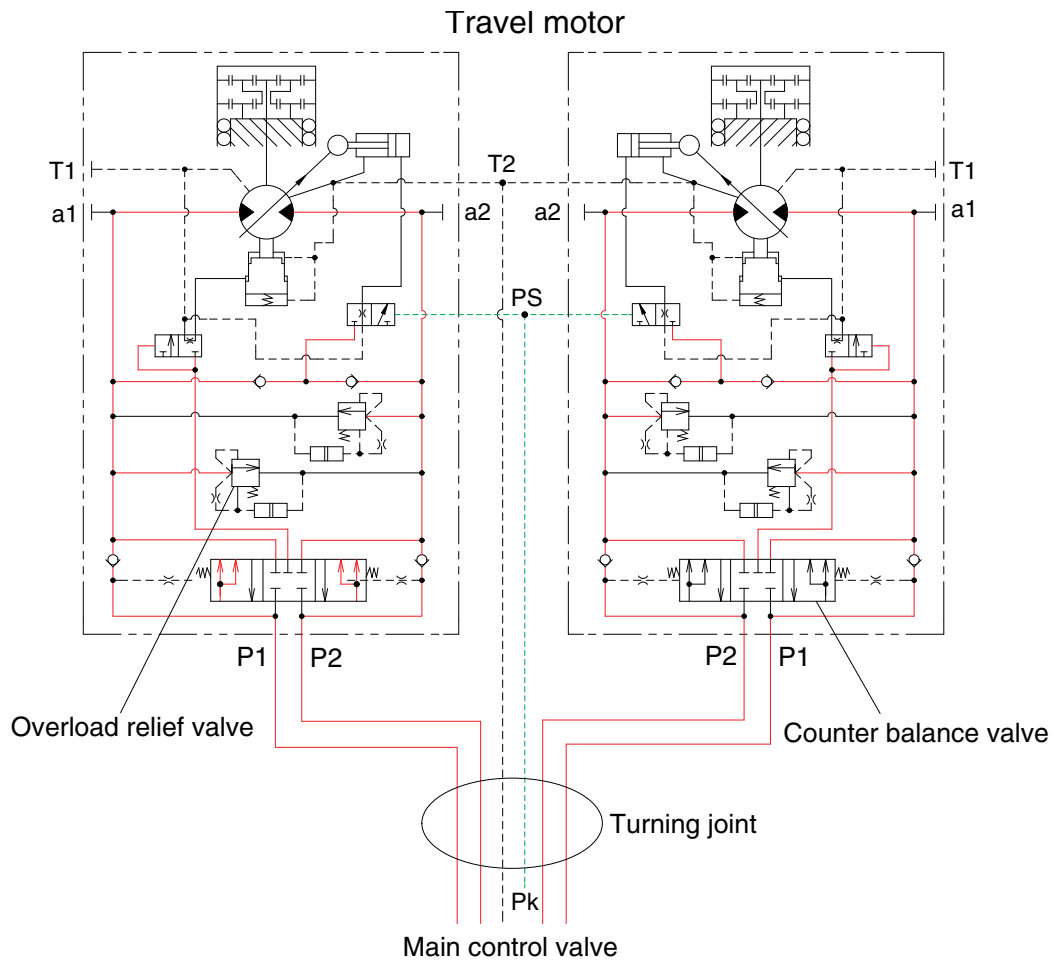 Travel motor
T1
T2
T1
a1
a2
a2
a1
PS
P1
P2
P2
P1
Overload relief valve
Counter balance valve
Turning joint
Pk
Main control valve